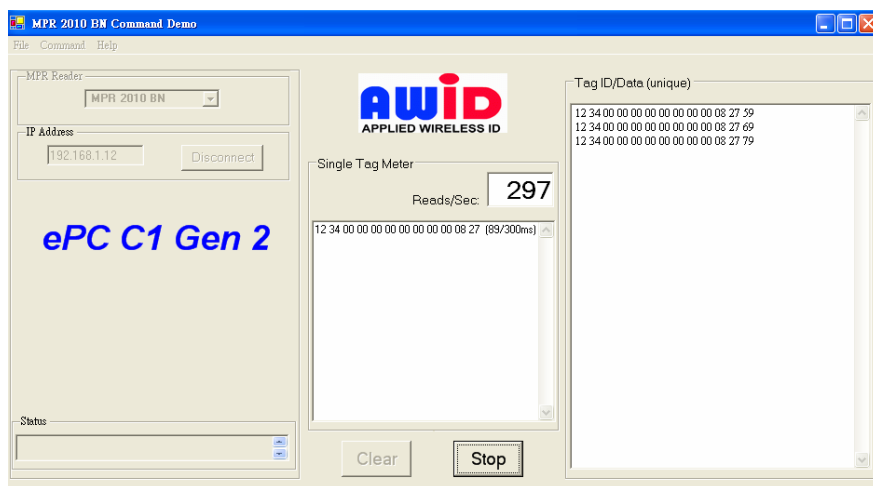 MPR 2010 BN Command Demo
File Command Help
MPR Reader
MPR 2010 BN
IP Address
192.168.1.12
Disconnect
ePC C1 Gen 2
Status
AWiD
APPLIED WIRELESS ID
Single Tag Meter
Reads/Sec: 297
12 34 00 00 00 00 00 00 00 00 08 27 (89/300ms)
Clear
Stop
Tag ID/Data (unique)
12 34 00 00 00 00 00 00 00 00 08 27 59
12 34 00 00 00 00 00 00 00 00 08 27 69
12 34 00 00 00 00 00 00 00 00 08 27 79